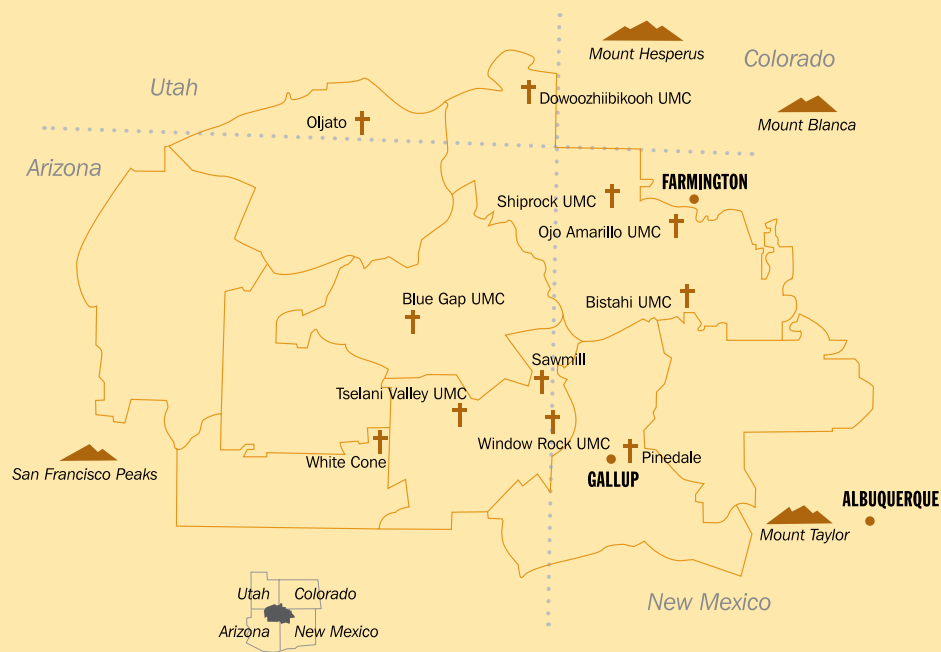 Mount Hesperus
Colorado
Utah
Dowoozhiibikooh UMC
Mount Blanca
Oljato
Arizona
FARMINGTON
Shiprock UMC
Ojo Amarillo UMC
Blue Gap UMC
Bistahi UMC
Sawmill
Tselani Valley UMC
Window Rock UMC
White Cone
Pinedale
San Francisco Peaks
GALLUP
ALBUQUERQUE
Mount Taylor
New Mexico
Utah
Colorado
Arizona
New Mexico